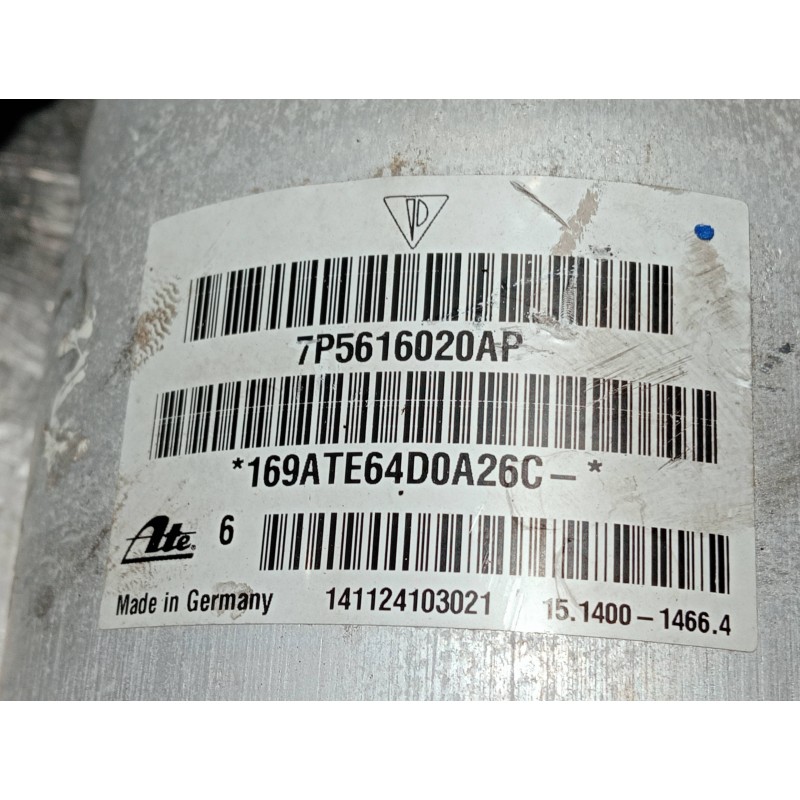 7P5616020AP
*169ATE64D0A26C-*
Ate 6
Made in Germany 141124103021 15.1400-1466.4